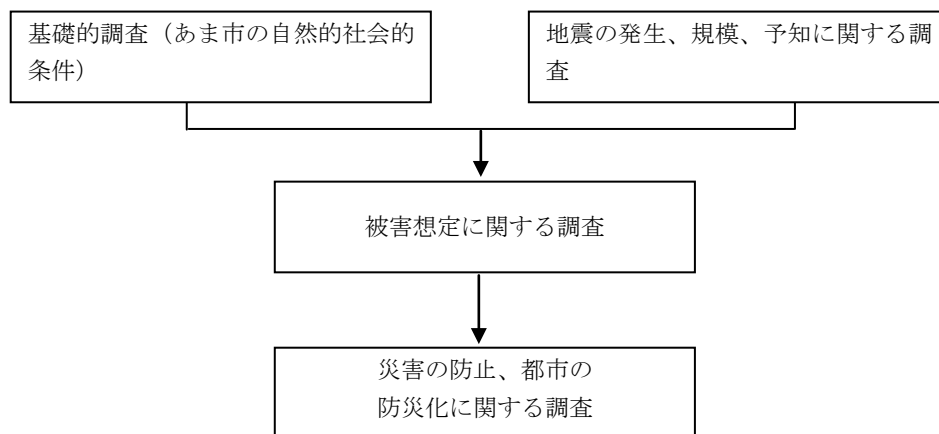 基礎的調査（あま市の自然的社会的
条件）
地震の発生、規模、予知に関する調
査
被害想定に関する調査
災害の防止、都市の
防災化に関する調査